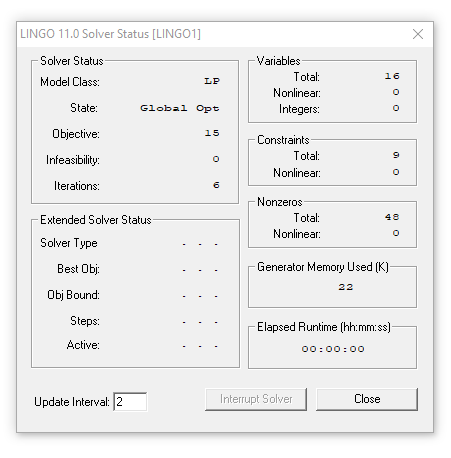 LINGO 11.0 Solver Status [LINGO1]
Solver Status
Model Class: LP
State: Global Opt
Objective: 15
Infeasibility: 0
Iterations: 6
Extended Solver Status
Solver Type - - -
Best Obj: - - -
Obj Bound: - - -
Steps: - - -
Active: - - -
Variables
Total: 16
Nonlinear: 0
Integers: 0
Constraints
Total: 9
Nonlinear: 0
Nonzeros
Total: 48
Nonlinear: 0
Generator Memory Used (K)
22
Elapsed Runtime (hh:mm:ss)
00:00:00
Update Interval: 2
Interrupt Solver
Close